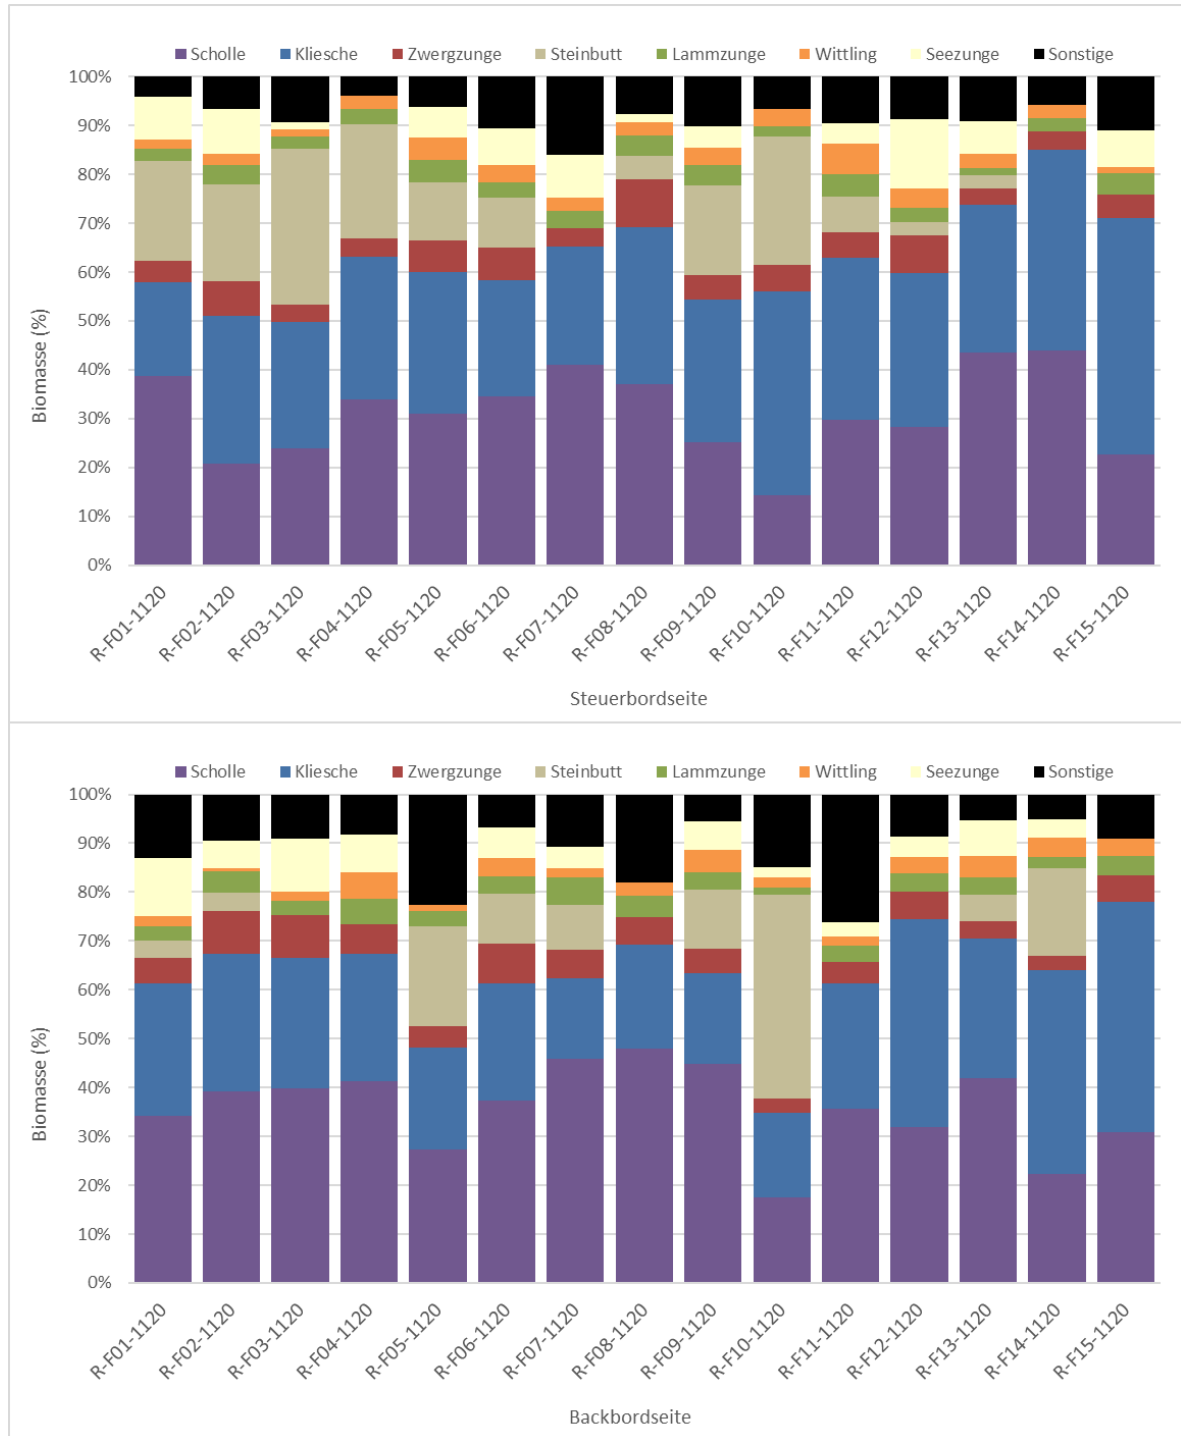 Scholle Kliesche Zwergzunge Steinbutt Lammzunge Wittling Seezunge Sonstige
100%
90%
80%
70%
60%
50%
40%
30%
20%
10%
0%
Biomasse (%)
R-F01-1120
R-F02-1120
R-F03-1120
R-F04-1120
R-F05-1120
R-F06-1120
R-F07-1120
R-F08-1120
R-F09-1120
R-F10-1120
R-F11-1120
R-F12-1120
R-F13-1120
R-F14-1120
R-F15-1120
Steuerbordseite
Scholle Kliesche Zwergzunge Steinbutt Lammzunge Wittling Seezunge Sonstige
100%
90%
80%
70%
60%
50%
40%
30%
20%
10%
0%
Biomasse (%)
R-F01-1120
R-F02-1120
R-F03-1120
R-F04-1120
R-F05-1120
R-F06-1120
R-F07-1120
R-F08-1120
R-F09-1120
R-F10-1120
R-F11-1120
R-F12-1120
R-F13-1120
R-F14-1120
R-F15-1120
Backbordseite